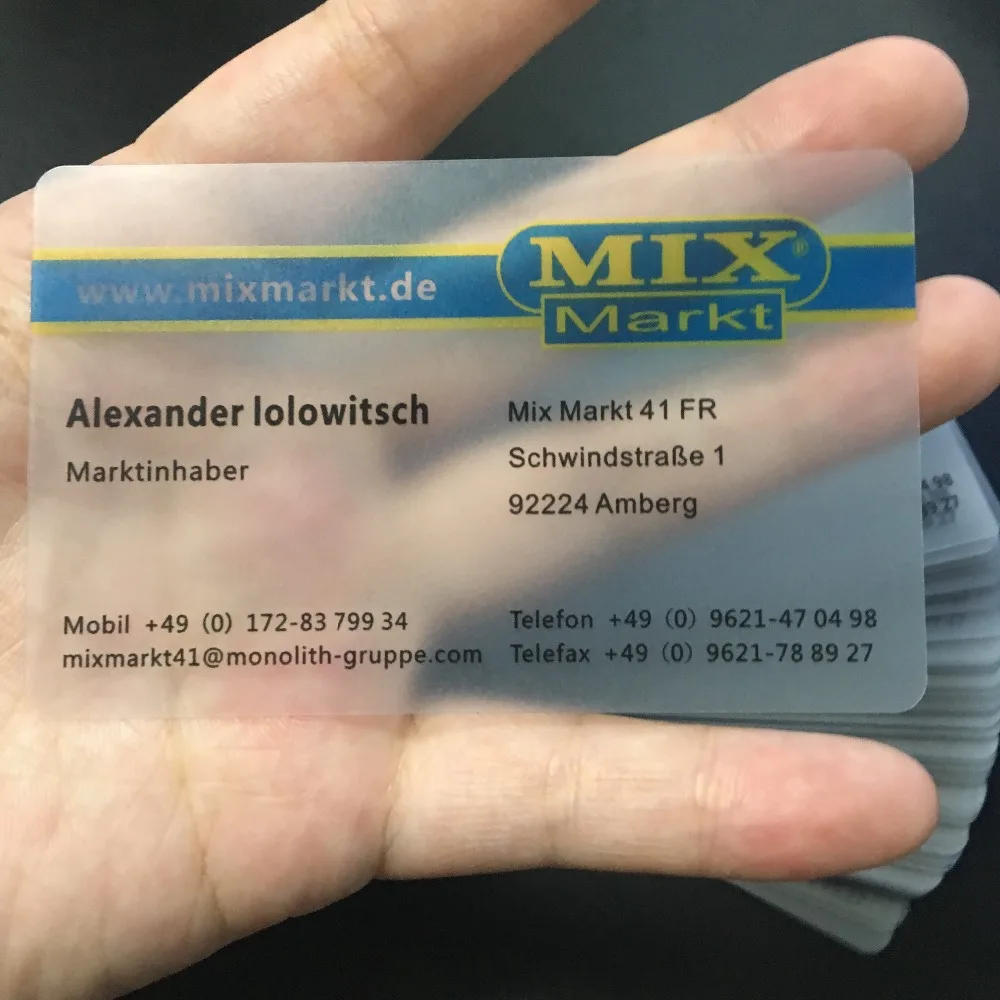 www.mixmarkt.de
MIX®
Markt
Alexander lolowitsch
Marktinhaber
Mix Markt 41 FR
Schwindstraße 1
92224 Amberg
Mobil +49 (0) 172-83 799 34
mixmarkt41@monolith-gruppe.com
Telefon +49 (0) 9621-47 04 98
Telefax +49 (0) 9621-78 89 27